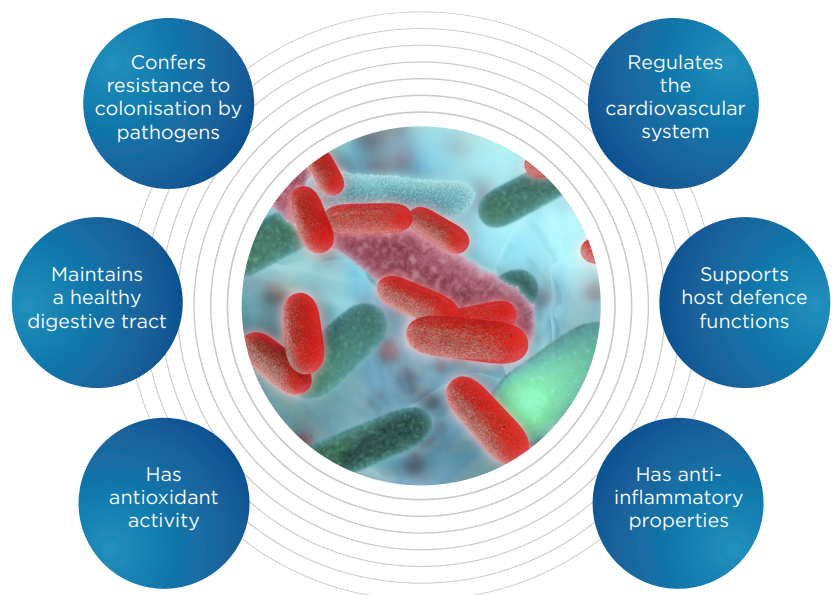 Confers
resistance to
colonisation by
pathogens
Regulates
the
cardiovascular
system
Maintains
a healthy
digestive tract
Supports
host defence
functions
Has
antioxidant
activity
Has anti-
inflammatory
properties